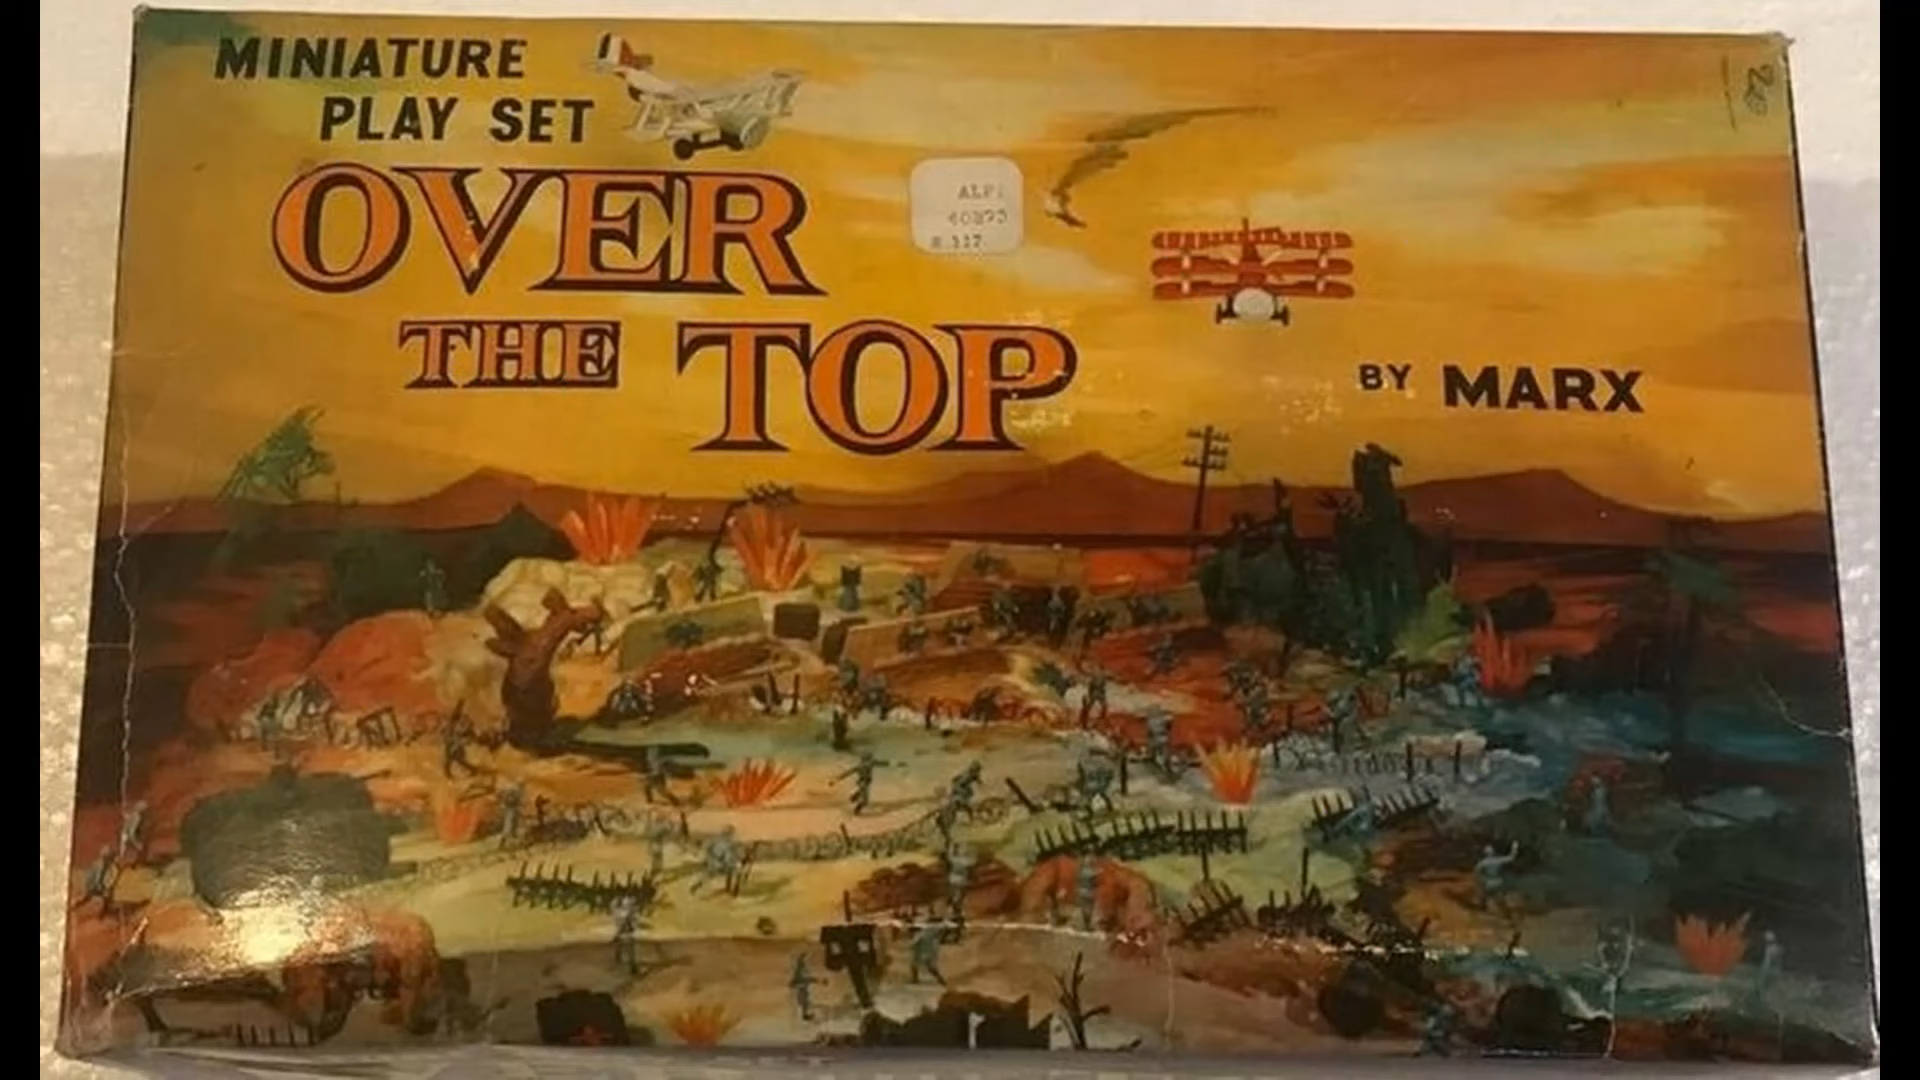 MINIATURE
PLAY SET
OVER
THE TOP
BY MARX